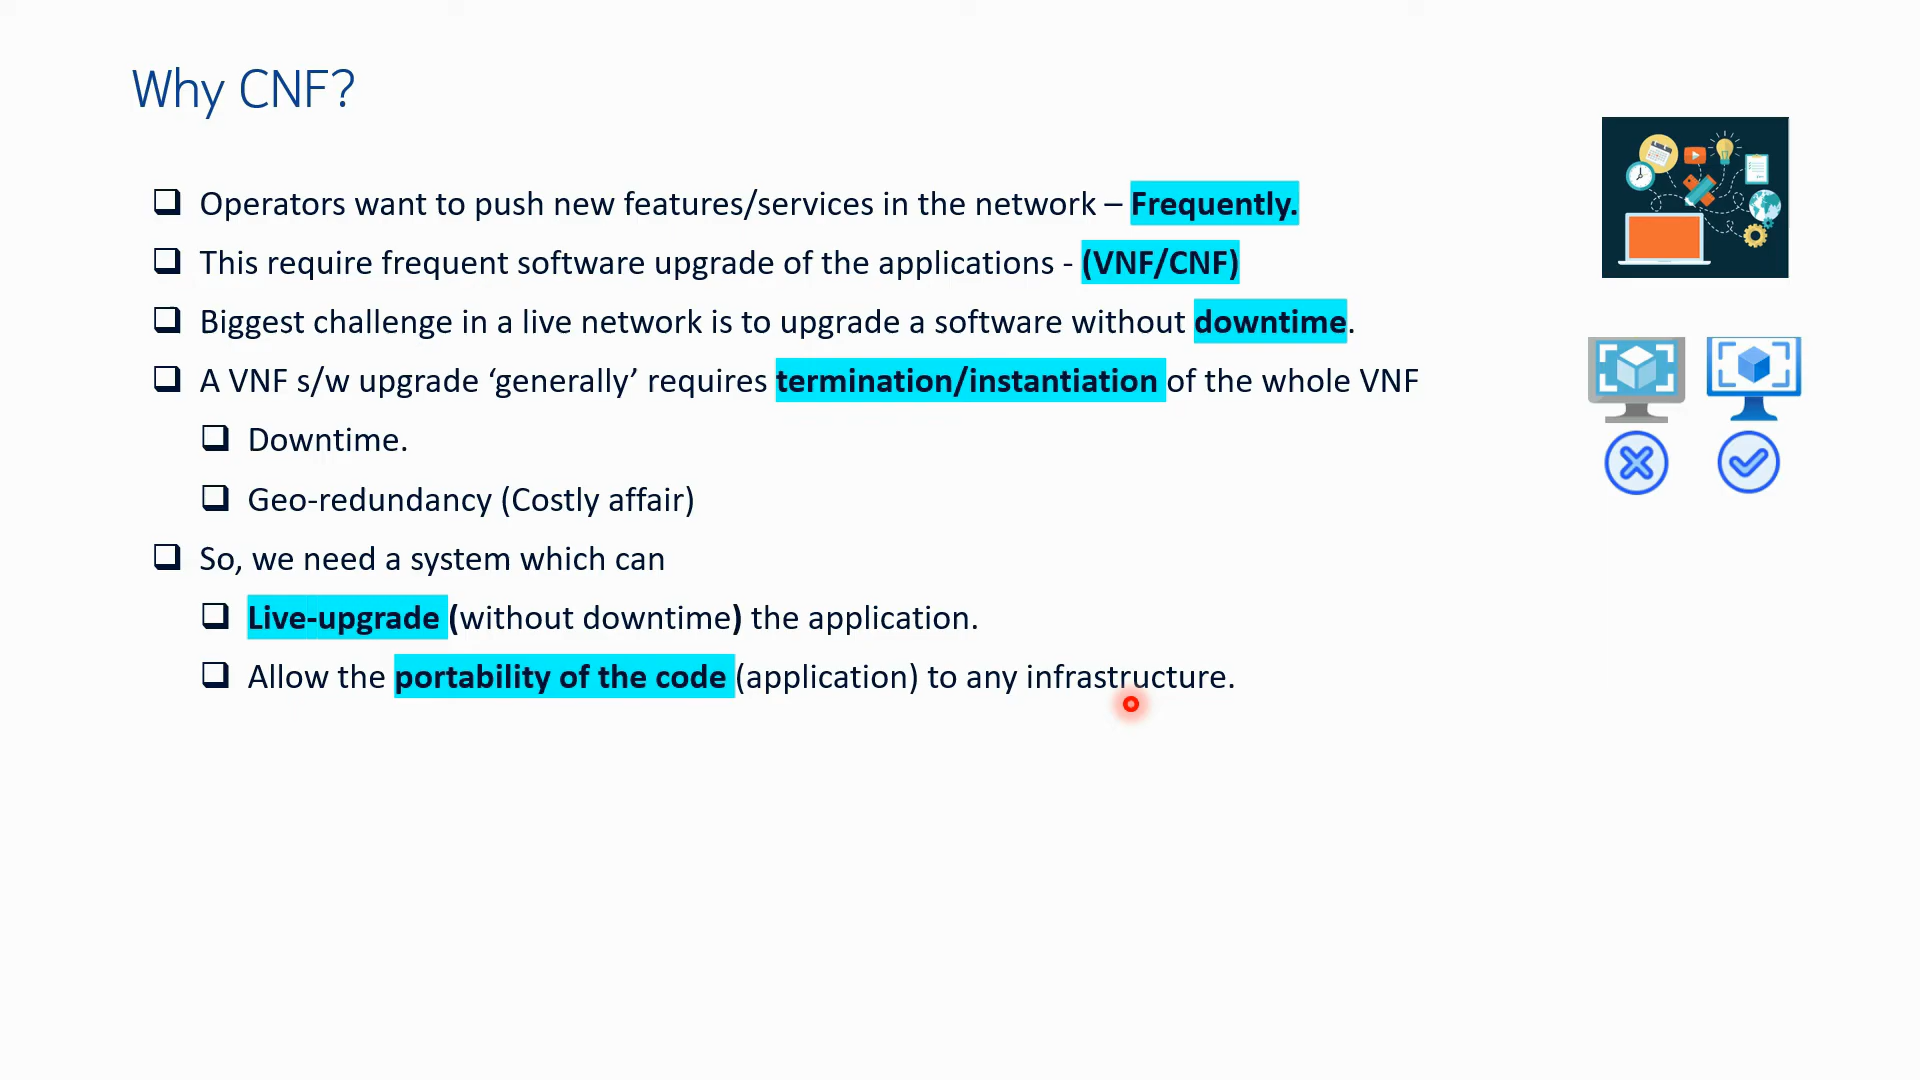 Why CNF?
Operators want to push new features/services in the network – Frequently.
This require frequent software upgrade of the applications - (VNF/CNF)
Biggest challenge in a live network is to upgrade a software without downtime.
A VNF s/w upgrade ‘generally’ requires termination/instantiation of the whole VNF
Downtime.
Geo-redundancy (Costly affair)
So, we need a system which can
Live-upgrade (without downtime) the application.
Allow the portability of the code (application) to any infrastructure.